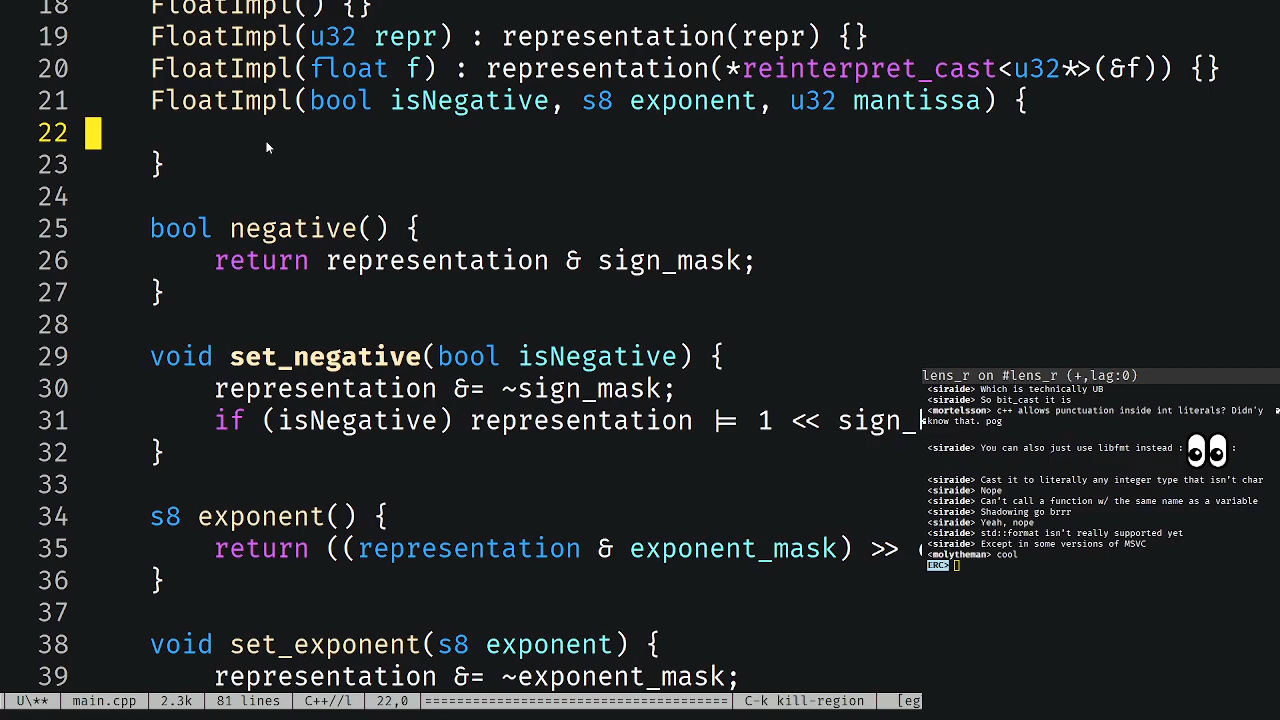 18 FloatImpl() {}
19 FloatImpl(u32 repr) : representation(repr) {}
20 FloatImpl(float f) : representation(*reinterpret_cast<u32*>(&f)) {}
21 FloatImpl(bool isNegative, s8 exponent, u32 mantissa) {
22
23 }
24
25 bool negative() {
26 return representation & sign_mask;
27 }
28
29 void set_negative(bool isNegative) {
30 representation &= ~sign_mask;
31 if (isNegative) representation |= 1 << sign_
32 }
33
34 s8 exponent() {
35 return ((representation & exponent_mask) >>
36 }
37
38 void set_exponent(s8 exponent) {
39 representation &= ~exponent_mask;
U\** main.cpp 2.3k 81 lines C++//l 22,0 ====================================== C-k kill-region [eg
lens_r on #lens_r (+,lag:0)
<siraide> Which is technically UB
<siraide> So bit_cast it is
<mortelsson> c++ allows punctuation inside int literals? Didn'y
know that. pog
<siraide> You can also just use libfmt instead : :
<siraide> Cast it to literally any integer type that isn't char
<siraide> Nope
<siraide> Can't call a function w/ the same name as a variable
<siraide> Shadowing go brrr
<siraide> Yeah, nope
<siraide> std::format isn't really supported yet
<siraide> Except in some versions of MSVC
<molytheman> cool
ERC>